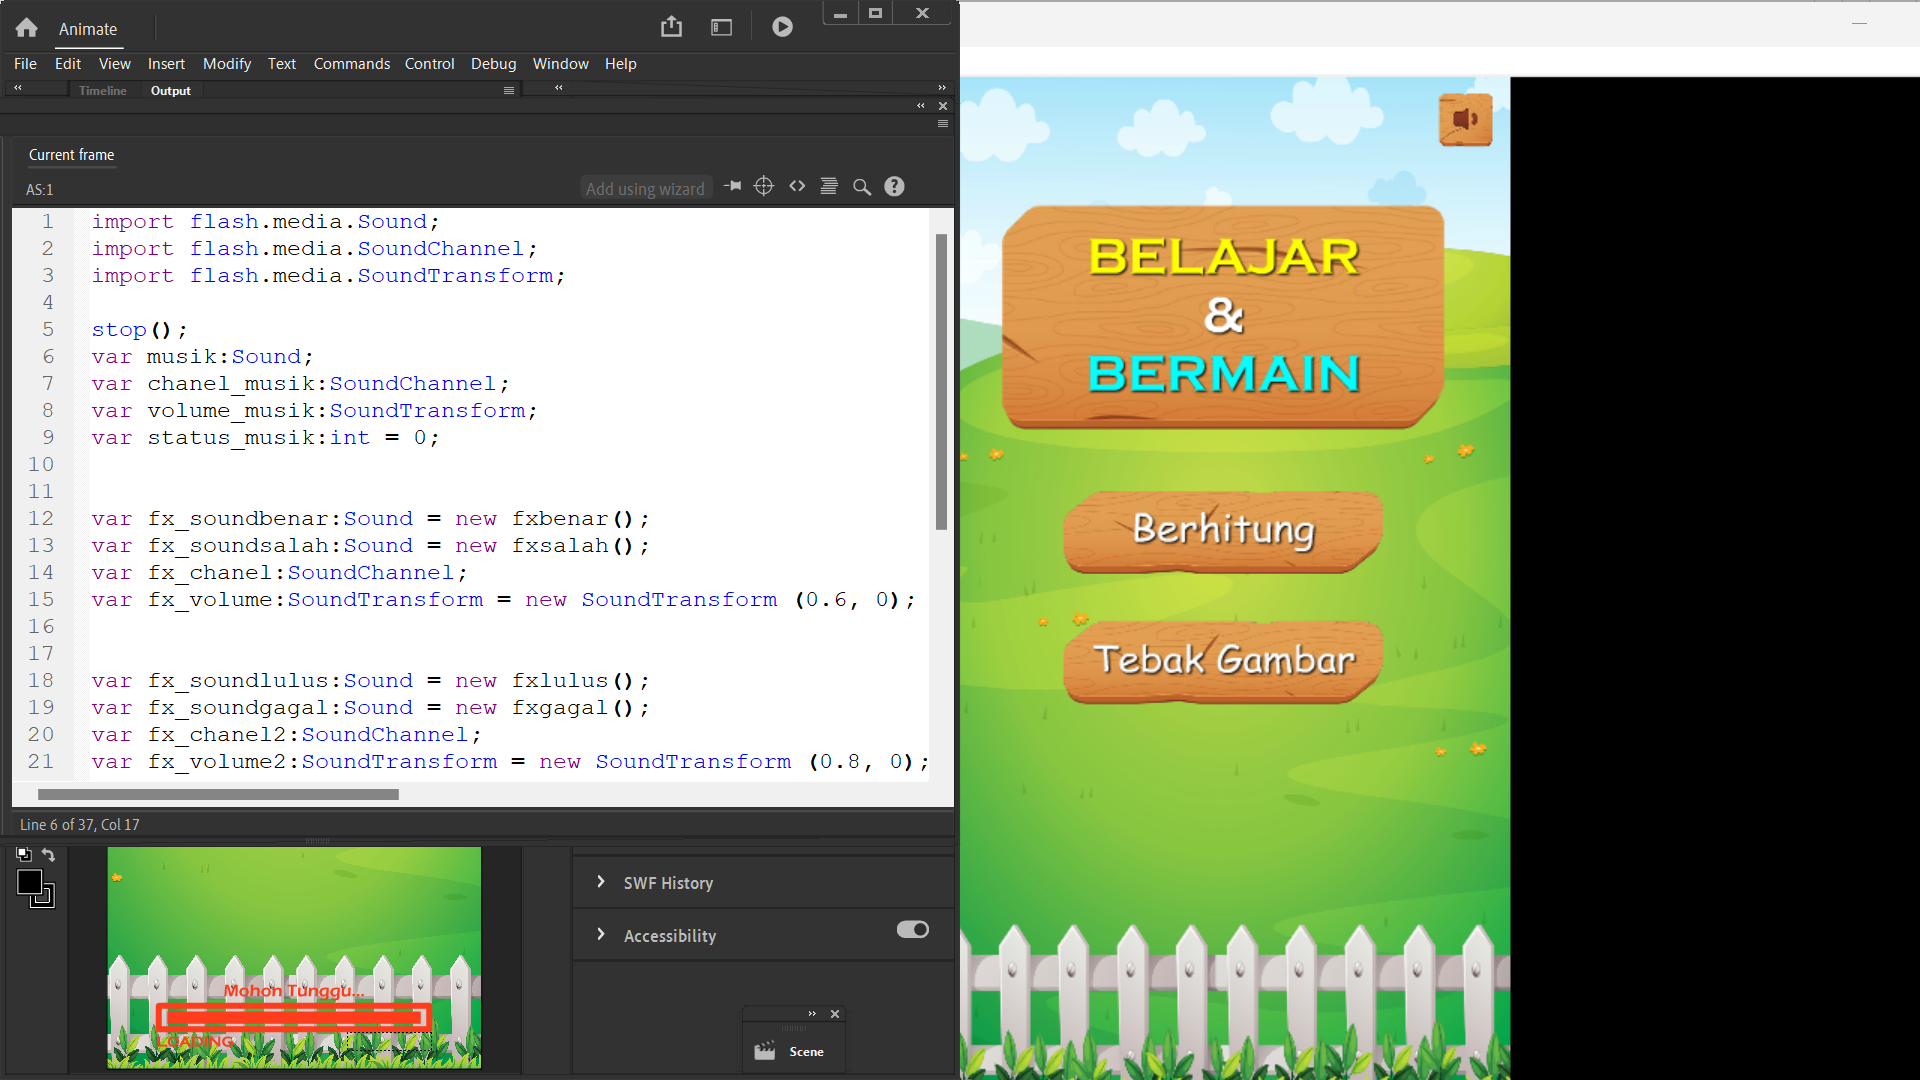 Animate
File Edit View Insert Modify Text Commands Control Debug Window Help
Timeline Output
Current frame
AS:1
Add using wizard
1 import flash.media.Sound;
2 import flash.media.SoundChannel;
3 import flash.media.SoundTransform;
4
5 stop();
6 var musik:Sound;
7 var chanel_musik:SoundChannel;
8 var volume_musik:SoundTransform;
9 var status_musik:int = 0;
10
11
12 var fx_soundbenar:Sound = new fxbenar();
13 var fx_soundsalah:Sound = new fxsalah();
14 var fx_chanel:SoundChannel;
15 var fx_volume:SoundTransform = new SoundTransform (0.6, 0);
16
17
18 var fx_soundlulus:Sound = new fxlulus();
19 var fx_soundgagal:Sound = new fxgagal();
20 var fx_chanel2:SoundChannel;
21 var fx_volume2:SoundTransform = new SoundTransform (0.8, 0);
Line 6 of 37, Col 17
Mohon Tunggu...
LOADING
SWF History
Accessibility
Scene
BELAJAR
&
BERMAIN
Berhitung
Tebak Gambar